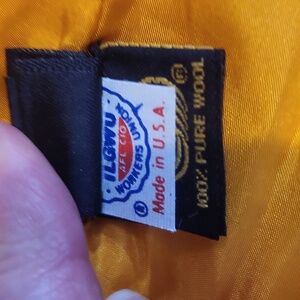 ILGWU
AFL CIO
WORKERS UNION
®
Made in U.S.A.
®
100% PURE WOOL